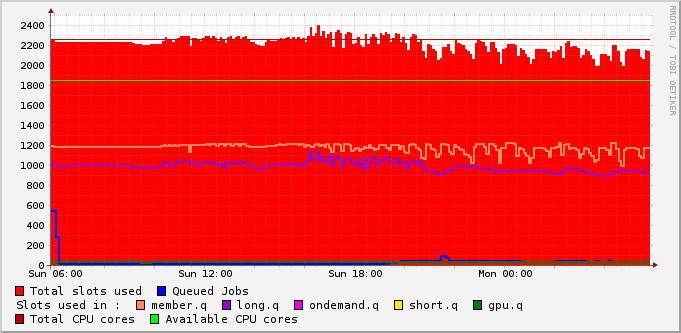 RRDTOOL / TOBI OETIKER
2400
2200
2000
1800
1600
1400
1200
1000
800
600
400
200
0
Sun 06:00 Sun 12:00 Sun 18:00 Mon 00:00
Total slots used Queued Jobs
Slots used in : member.q long.q ondemand.q short.q gpu.q
Total CPU cores Available CPU cores